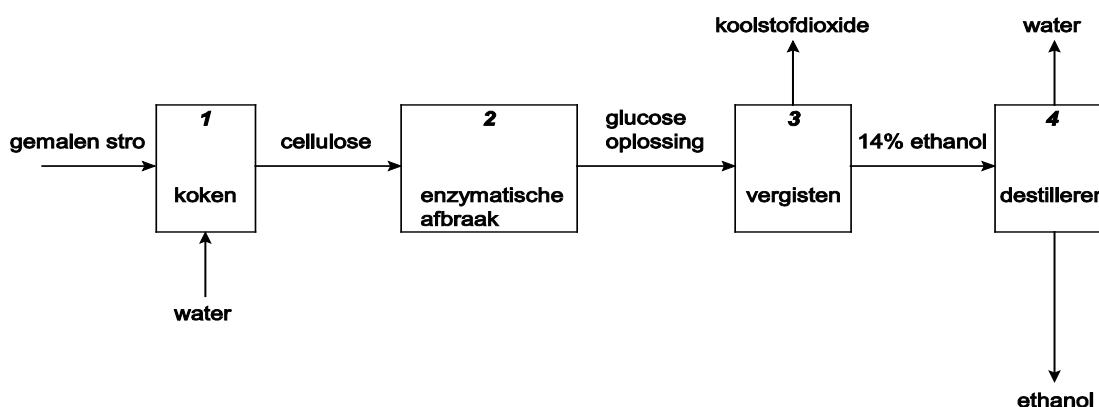 koolstofdioxide
water
1
2
3
4
gemalen stro
cellulose
glucose
oplossing
14% ethanol
koken
enzymatische
afbraak
vergisten
destilleren
water
ethanol